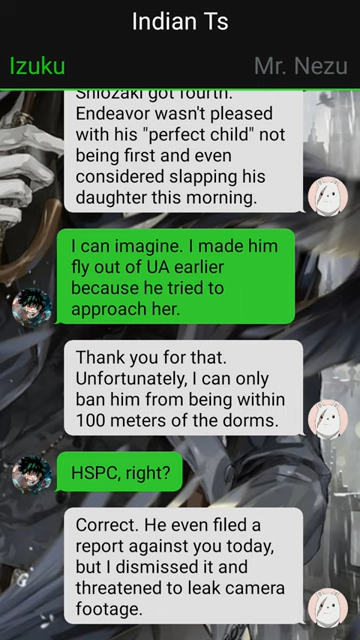 Indian Ts
Izuku
Mr. Nezu
Shiozaki got fourth.
Endeavor wasn't pleased
with his "perfect child" not
being first and even
considered slapping his
daughter this morning.
I can imagine. I made him
fly out of UA earlier
because he tried to
approach her.
Thank you for that.
Unfortunately, I can only
ban him from being within
100 meters of the dorms.
HSPC, right?
Correct. He even filed a
report against you today,
but I dismissed it and
threatened to leak camera
footage.